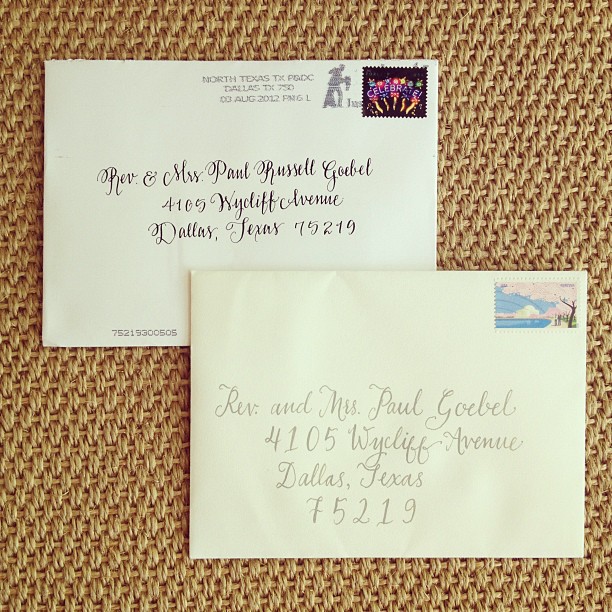 NORTH TEXAS TX P&DC
DALLAS TX 750
03 AUG 2012 PM 6 L
CELEBRATE!
Rev. & Mrs. Paul Russell Goebel
4105 Wycliff Avenue
Dallas, Texas 75219
75219300505
Rev. and Mrs. Paul Goebel
4105 Wycliff Avenue
Dallas, Texas
75219